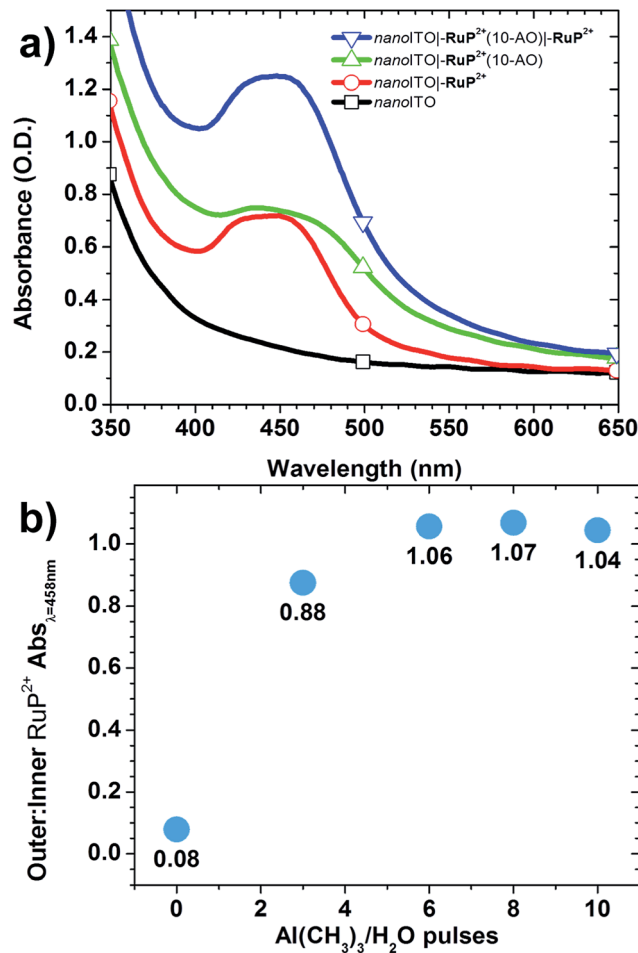 a)
nanoITO|-RuP²⁺(10-AO)|-RuP²⁺
nanoITO|-RuP²⁺(10-AO)
nanoITO|-RuP²⁺
nanoITO
Absorbance (O.D.)
1.4
1.2
1.0
0.8
0.6
0.4
0.2
0.0
350 400 450 500 550 600 650
Wavelength (nm)
b)
Outer:Inner RuP²⁺ Abs λ=458nm
1.0
0.8
0.6
0.4
0.2
0.0
0.08
0.88
1.06
1.07
1.04
0 2 4 6 8 10
Al(CH₃)₃/H₂O pulses